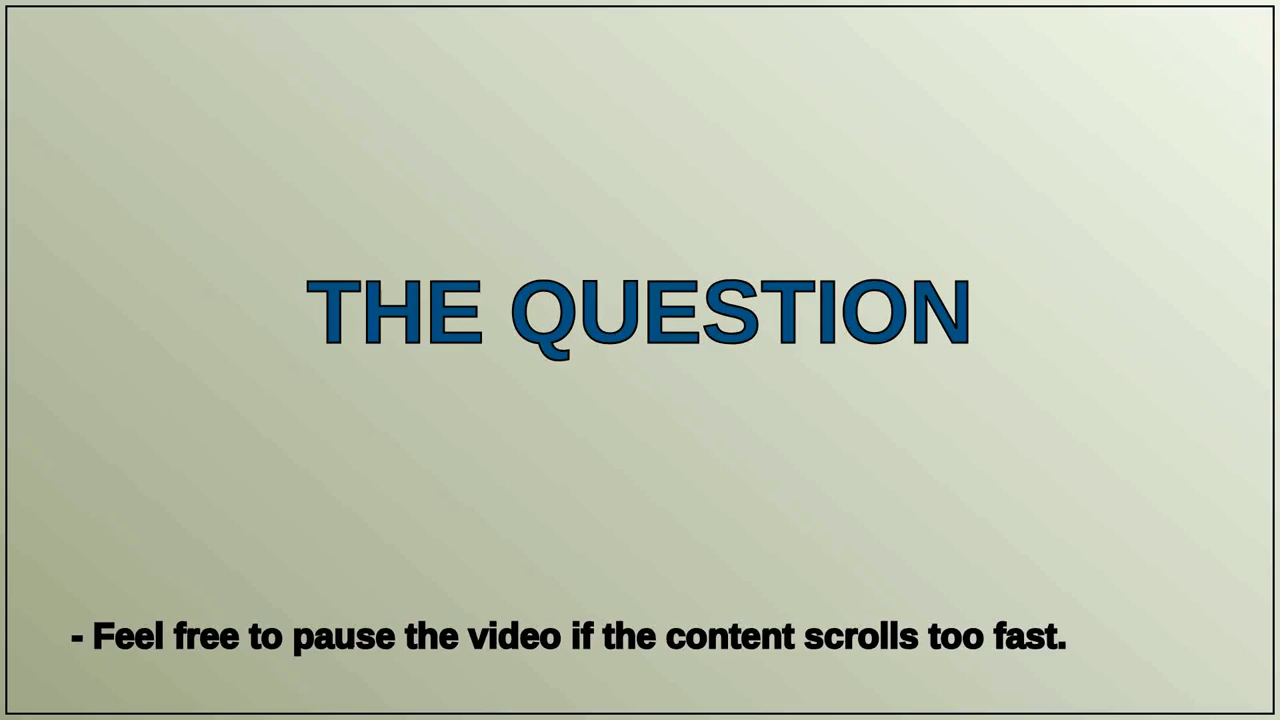 THE QUESTION
- Feel free to pause the video if the content scrolls too fast.